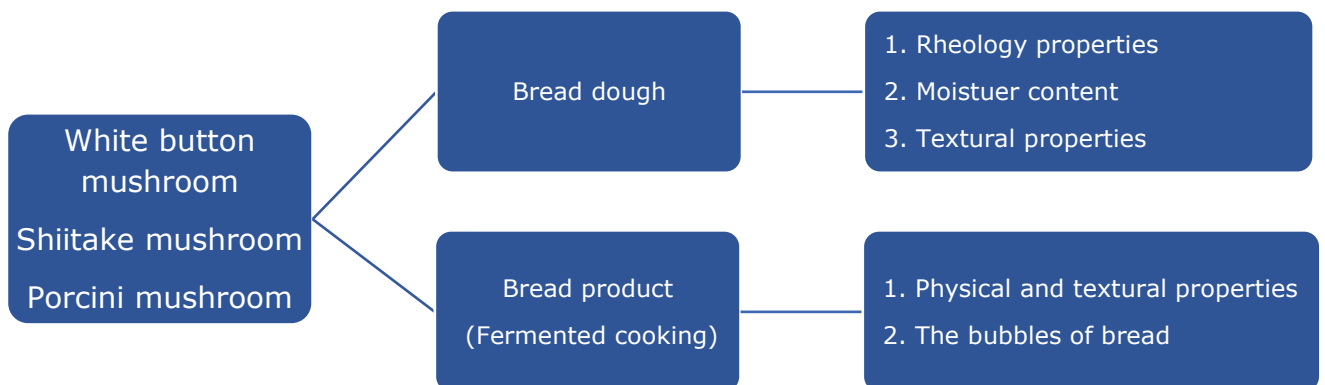 White button
mushroom
Shiitake mushroom
Porcini mushroom
Bread dough
1. Rheology properties
2. Moistuer content
3. Textural properties
Bread product
(Fermented cooking)
1. Physical and textural properties
2. The bubbles of bread